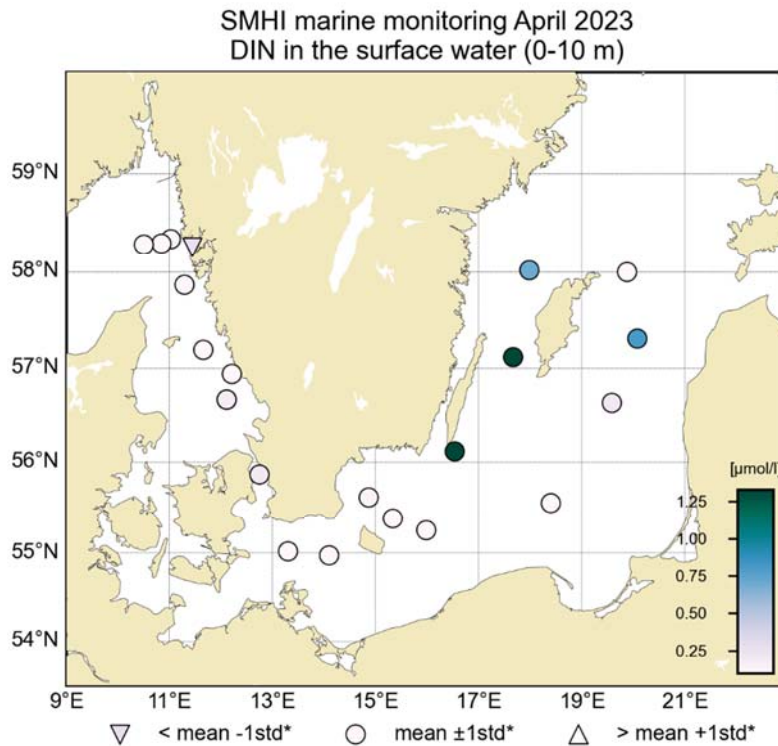 SMHI marine monitoring April 2023
DIN in the surface water (0-10 m)
59°N
58°N
57°N
56°N
55°N
54°N
[µmol/l]
1.25
1.00
0.75
0.50
0.25
9°E 11°E 13°E 15°E 17°E 19°E 21°E
< mean -1std* mean ±1std* > mean +1std*